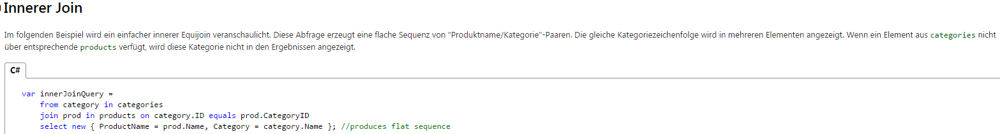 Innerer Join
Im folgenden Beispiel wird ein einfacher innerer Equijoin veranschaulicht. Diese Abfrage erzeugt eine flache Sequenz von "Produktname/Kategorie"-Paaren. Die gleiche Kategoriezeichenfolge wird in mehreren Elementen angezeigt. Wenn ein Element aus categories nicht
über entsprechende products verfügt, wird diese Kategorie nicht in den Ergebnissen angezeigt.
C#
var innerJoinQuery =
    from category in categories
    join prod in products on category.ID equals prod.CategoryID
    select new { ProductName = prod.Name, Category = category.Name }; //produces flat sequence